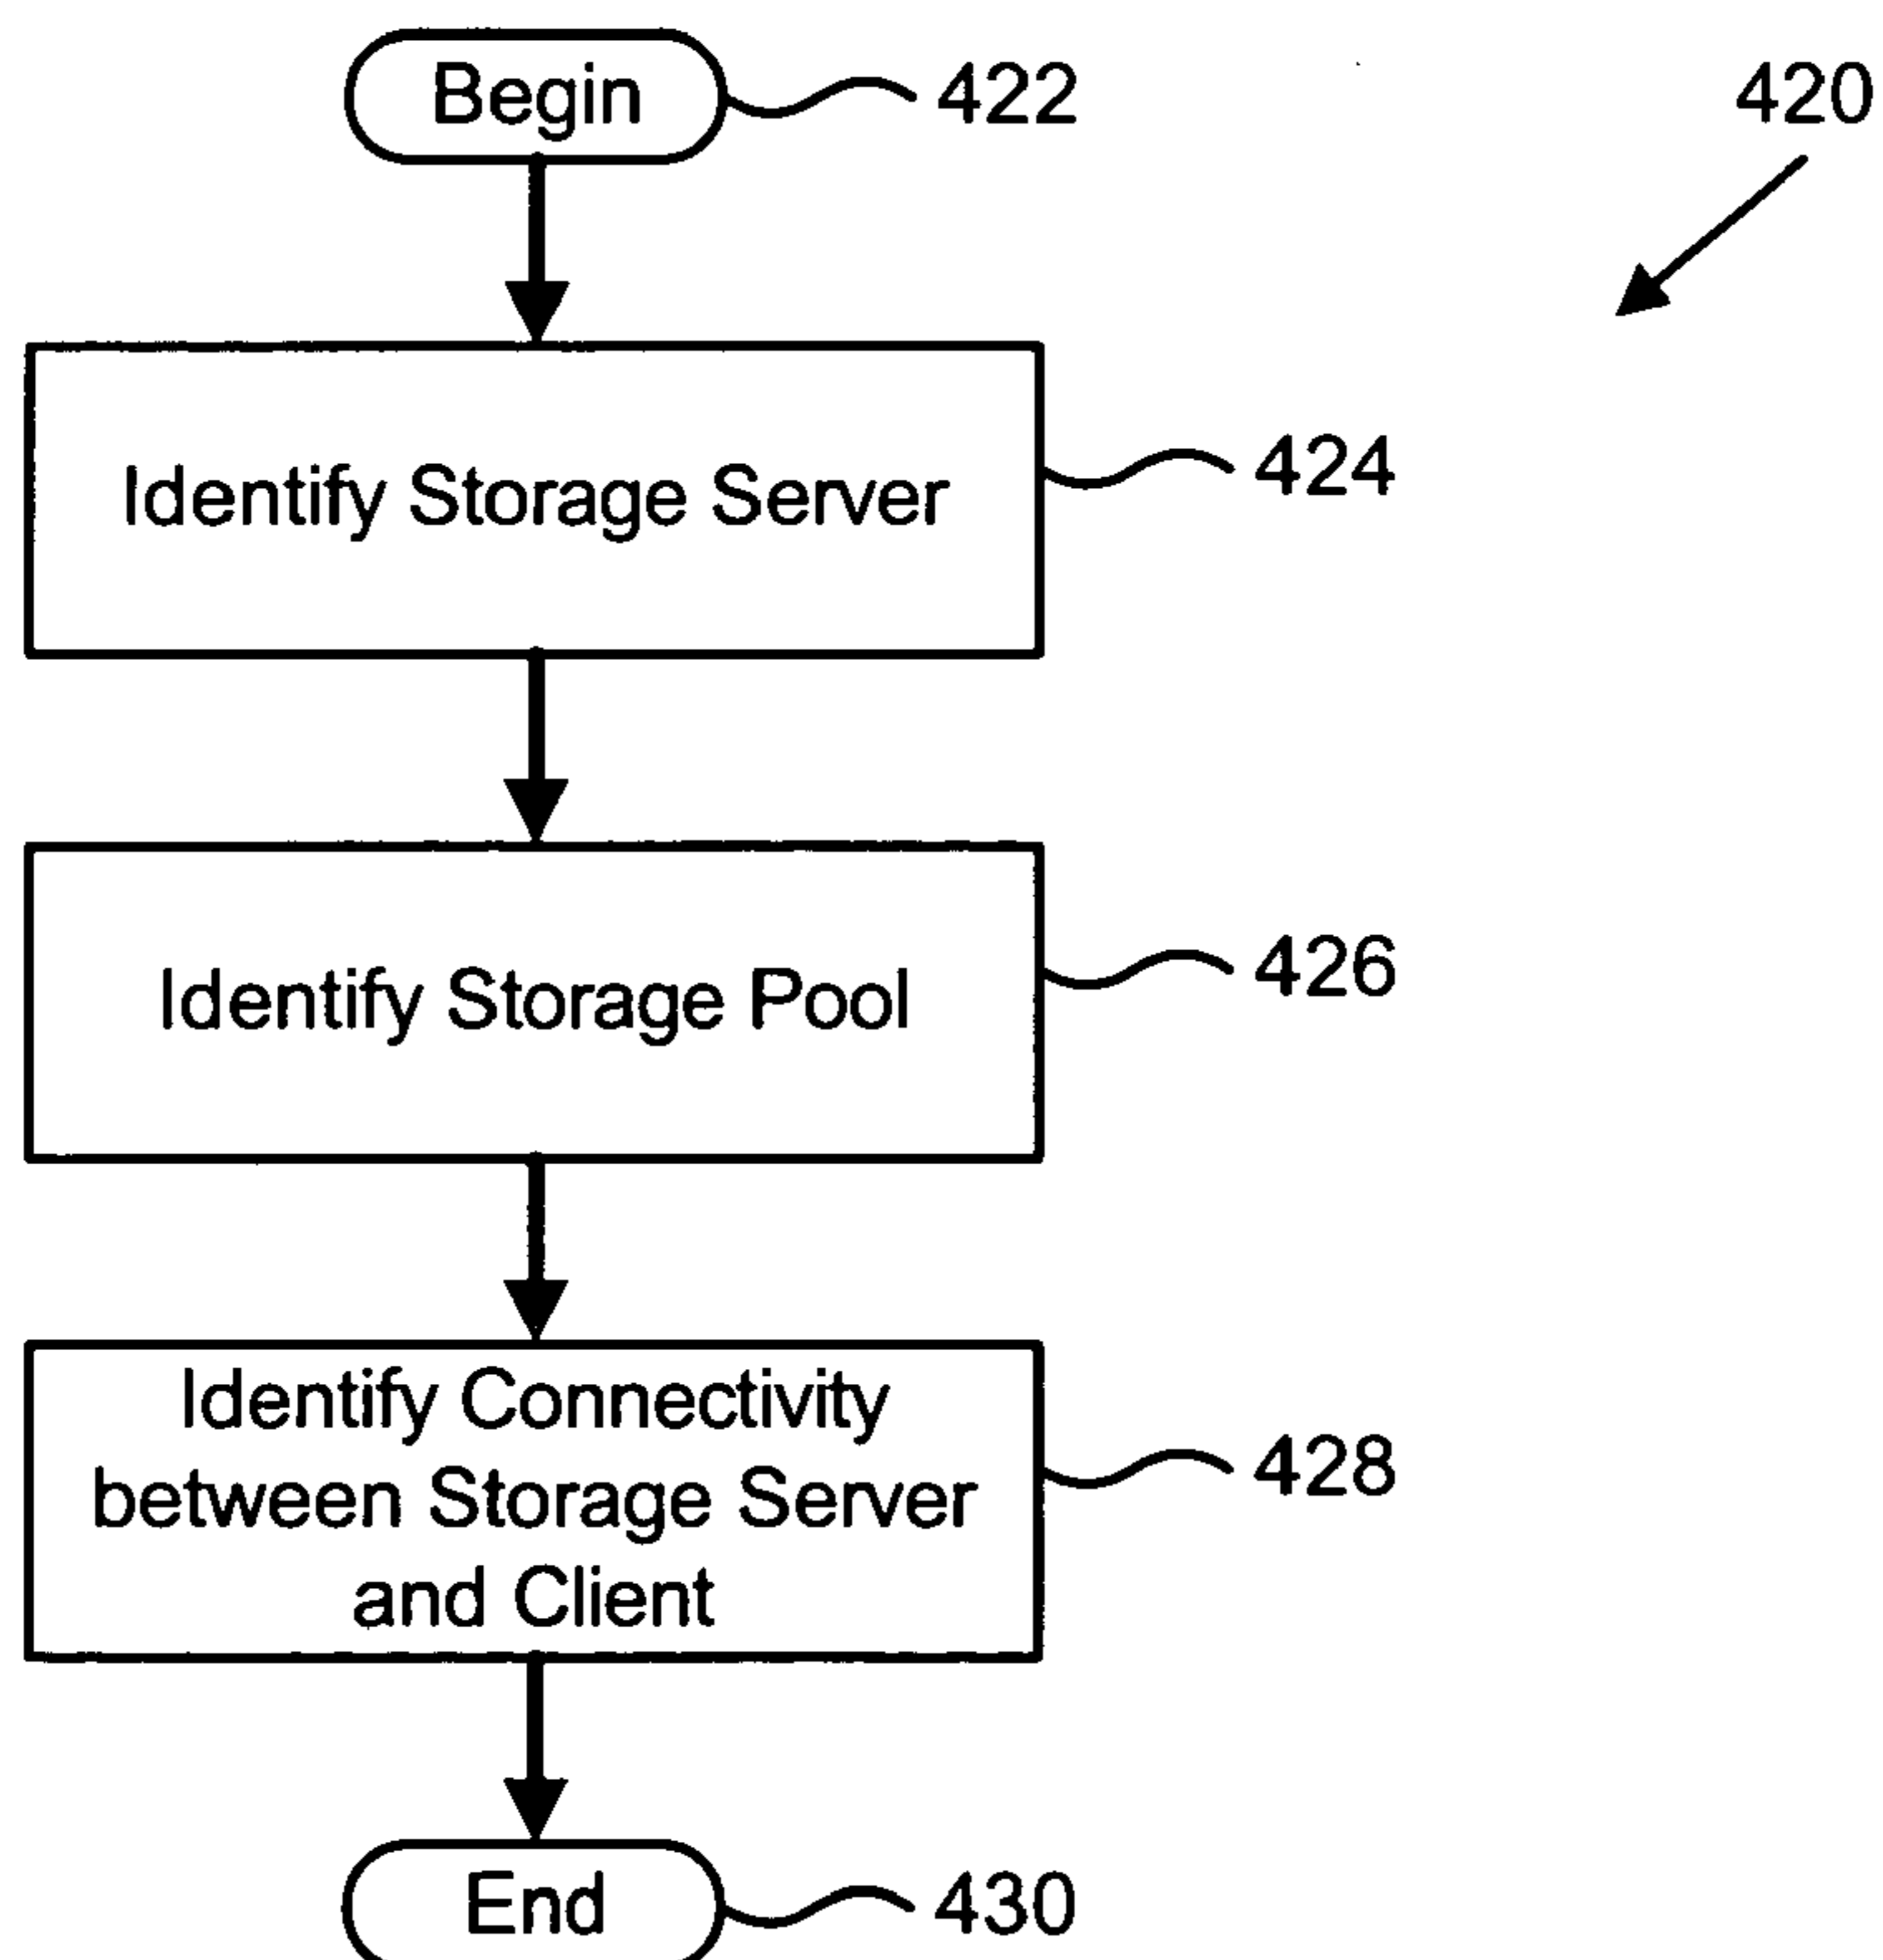 Begin
422
420
Identify Storage Server
424
Identify Storage Pool
426
Identify Connectivity
between Storage Server
and Client
428
End
430